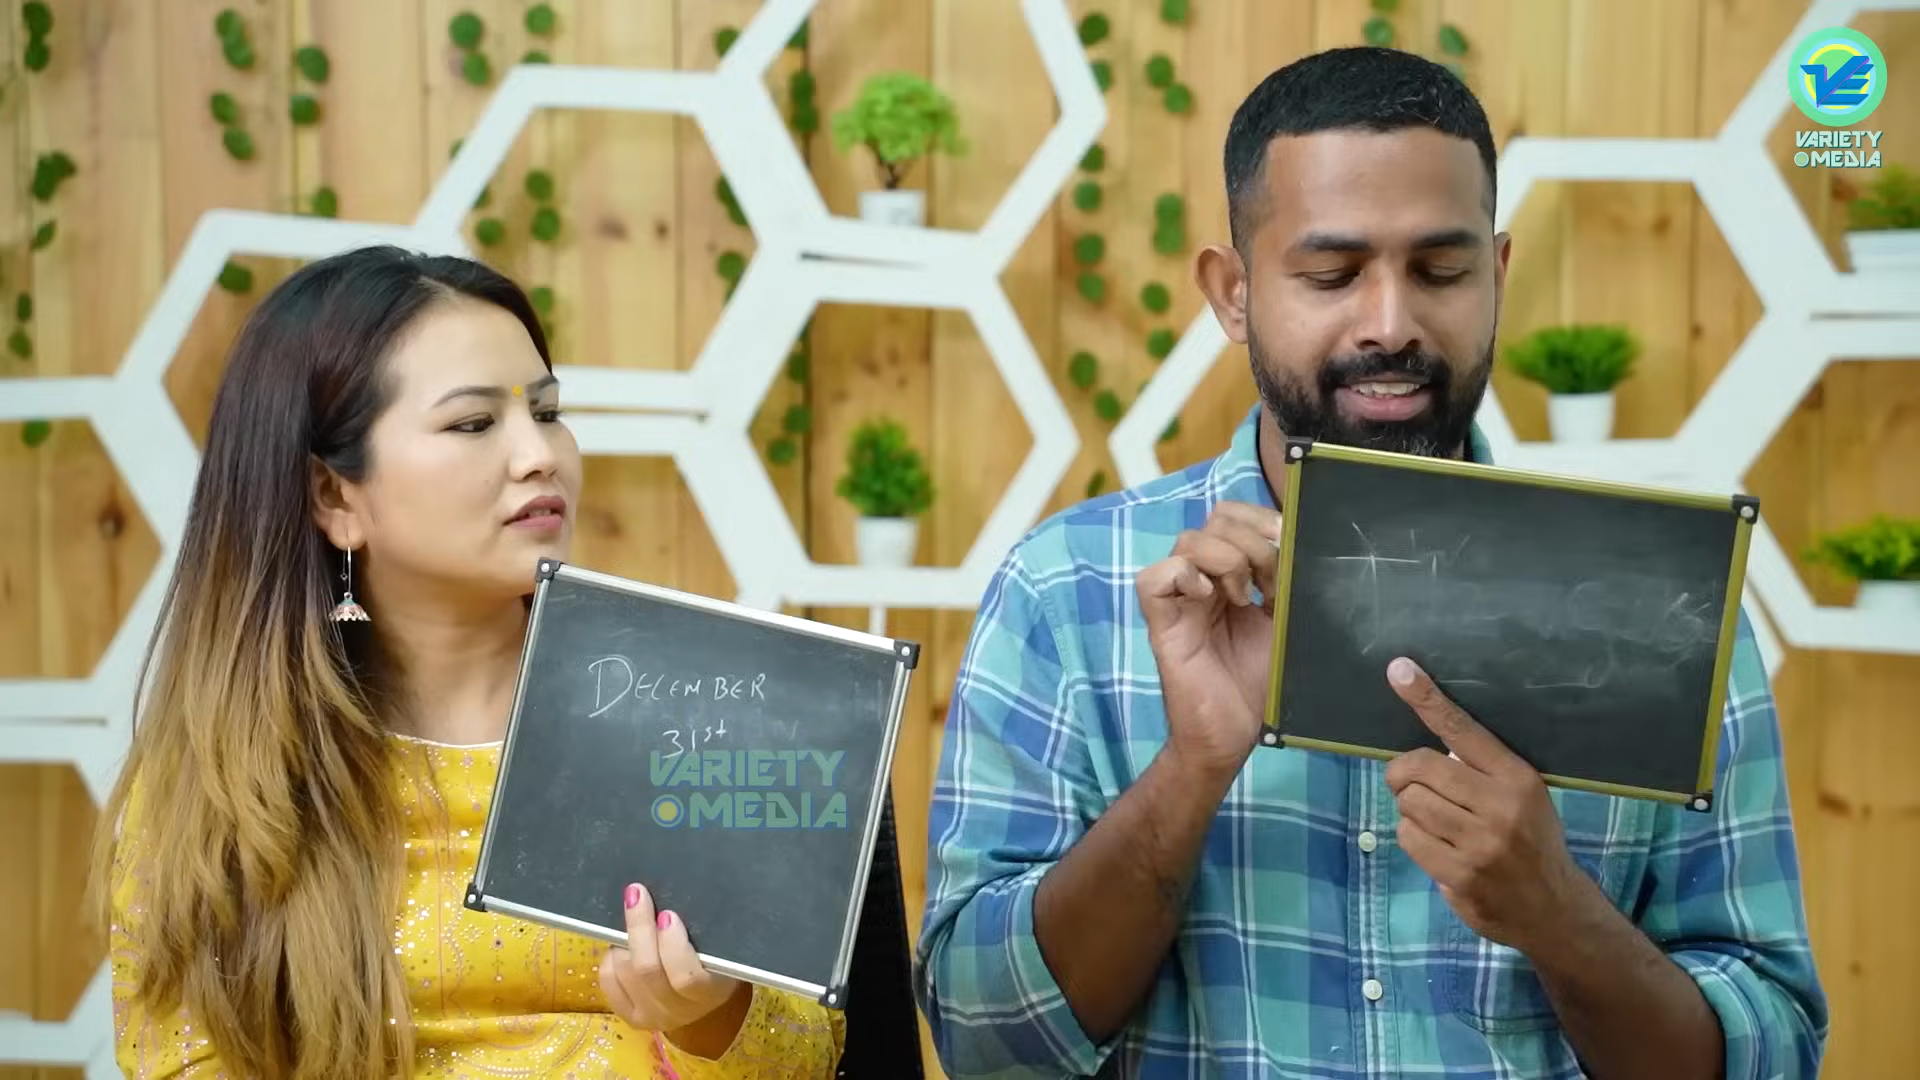 VARIETY
MEDIA
DECEMBER
31st
VARIETY
MEDIA